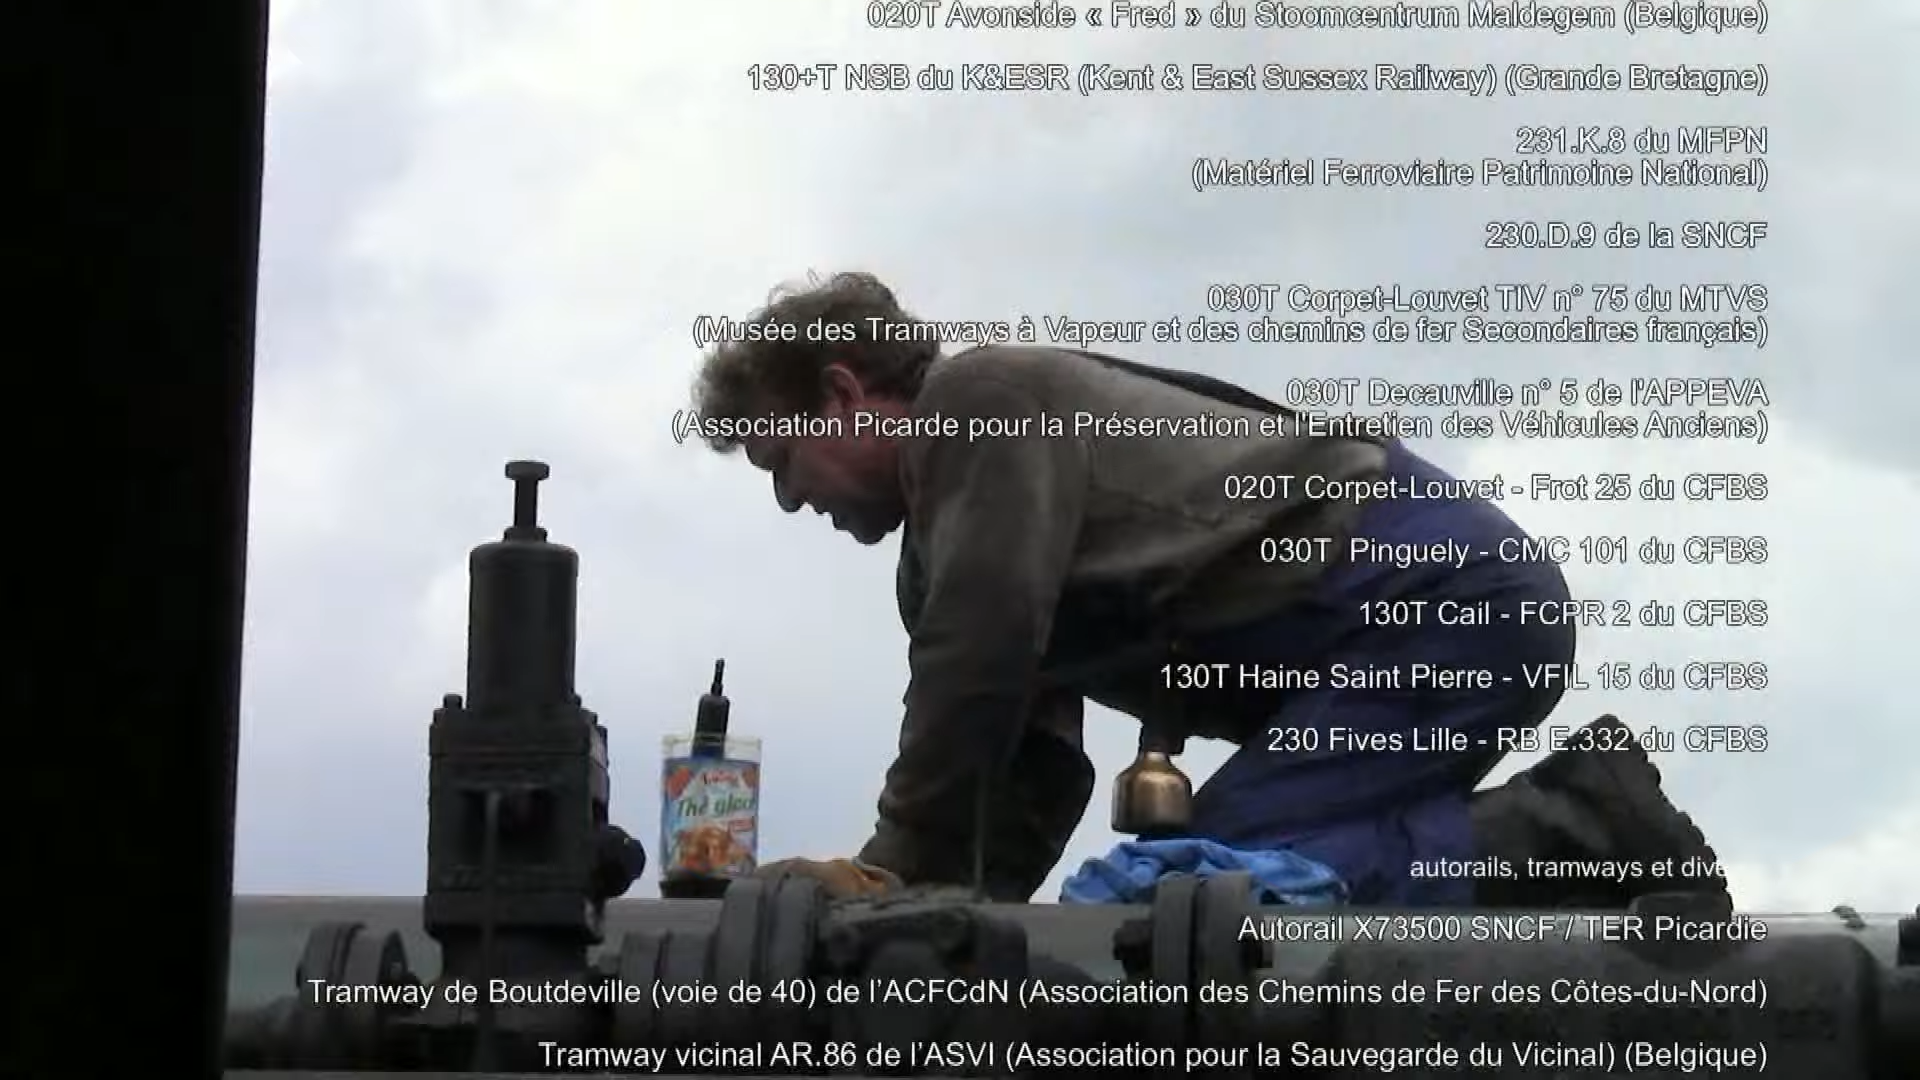 020T Avonside « Fred » du Stoomcentrum Maldegem (Belgique)
130+T NSB du K&ESR (Kent & East Sussex Railway) (Grande Bretagne)
231.K.8 du MFPN
(Matériel Ferroviaire Patrimoine National)
230.D.9 de la SNCF
030T Corpet-Louvet TIV n° 75 du MTVS
(Musée des Tramways à Vapeur et des chemins de fer Secondaires français)
030T Decauville n° 5 de l'APPEVA
(Association Picarde pour la Préservation et l'Entretien des Véhicules Anciens)
020T Corpet-Louvet - Frot 25 du CFBS
030T  Pinguely - CMC 101 du CFBS
130T Cail - FCPR 2 du CFBS
130T Haine Saint Pierre - VFIL 15 du CFBS
230 Fives Lille - RB E.332 du CFBS
Thé glacé
autorails, tramways et
Autorail X73500 SNCF / TER Picardie
Tramway de Boutdeville (voie de 40) de l’ACFCdN (Association des Chemins de Fer des Côtes-du-Nord)
Tramway vicinal AR.86 de l’ASVI (Association pour la Sauvegarde du Vicinal) (Belgique)